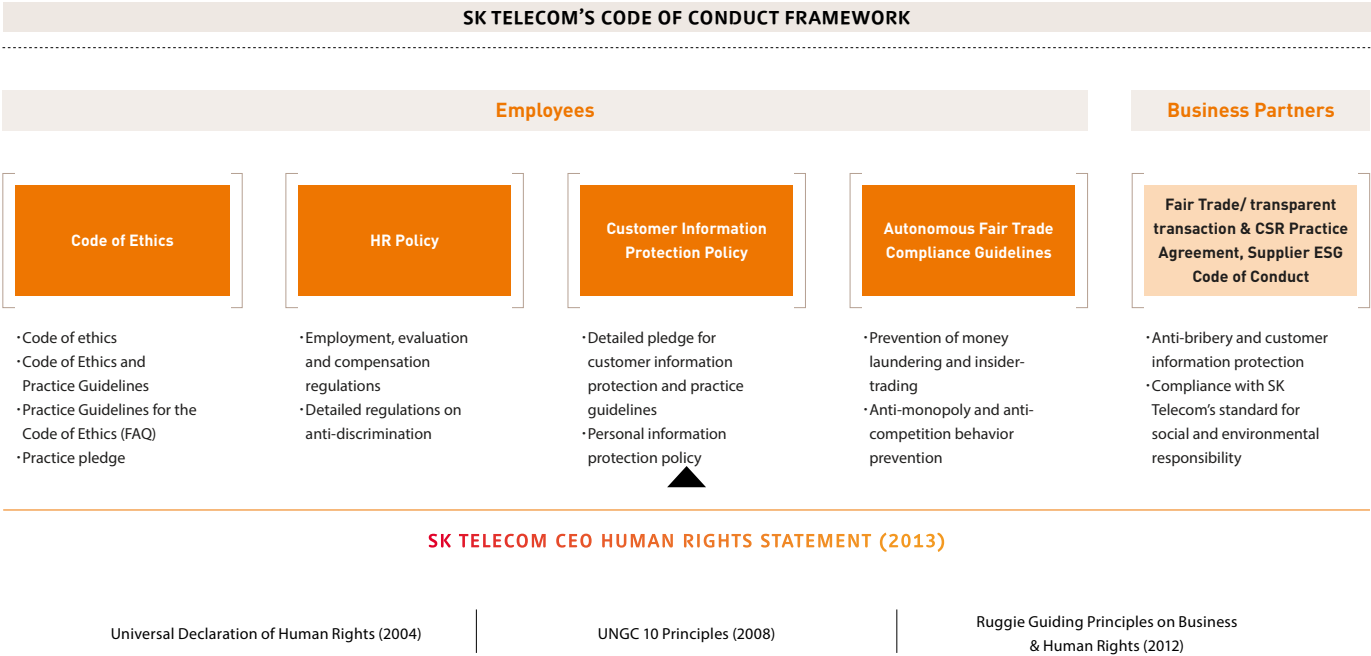 SK TELECOM’S CODE OF CONDUCT FRAMEWORK
Employees
Business Partners
Code of Ethics
HR Policy
Customer Information
Protection Policy
Autonomous Fair Trade
Compliance Guidelines
Fair Trade/ transparent
transaction & CSR Practice
Agreement, Supplier ESG
Code of Conduct
·Code of ethics
·Code of Ethics and
Practice Guidelines
·Practice Guidelines for the
Code of Ethics (FAQ)
·Practice pledge
·Employment, evaluation
and compensation
regulations
·Detailed regulations on
anti-discrimination
·Detailed pledge for
customer information
protection and practice
guidelines
·Personal information
protection policy
·Prevention of money
laundering and insider-
trading
·Anti-monopoly and anti-
competition behavior
prevention
·Anti-bribery and customer
information protection
·Compliance with SK
Telecom’s standard for
social and environmental
responsibility
SK TELECOM CEO HUMAN RIGHTS STATEMENT (2013)
Universal Declaration of Human Rights (2004)
UNGC 10 Principles (2008)
Ruggie Guiding Principles on Business
& Human Rights (2012)